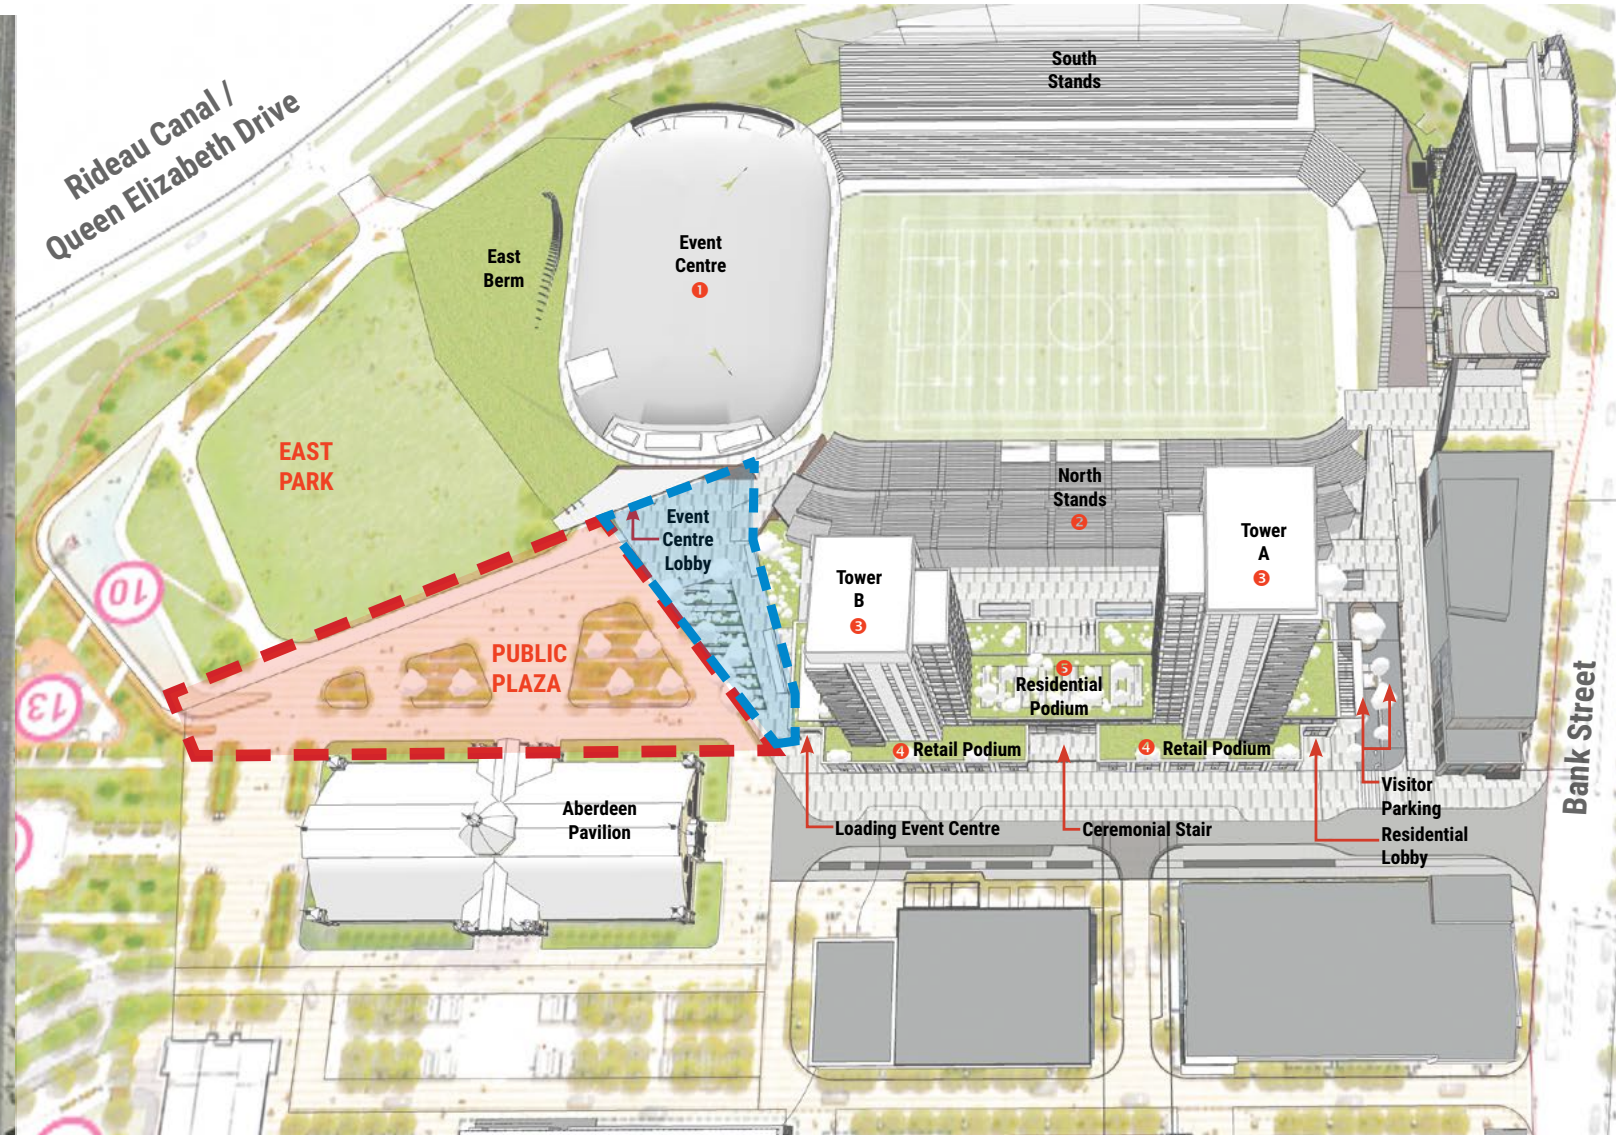 Rideau Canal /
Queen Elizabeth Drive
South
Stands
Event
Centre
1
East
Berm
EAST
PARK
North
Stands
2
Event
Centre
Lobby
Tower
A
3
Tower
B
3
PUBLIC
PLAZA
5
Residential
Podium
4 Retail Podium
4 Retail Podium
10
13
Aberdeen
Pavilion
Loading Event Centre
Ceremonial Stair
Visitor
Parking
Residential
Lobby
Bank Street